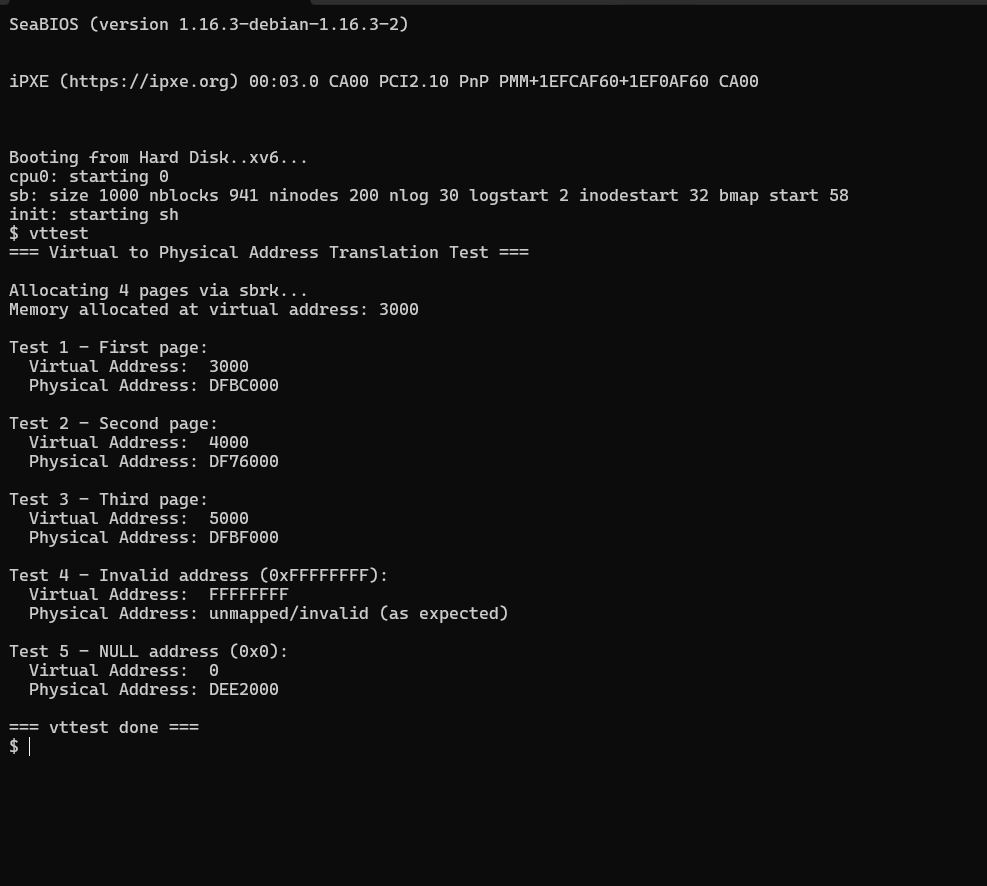 SeaBIOS (version 1.16.3-debian-1.16.3-2)
iPXE (https://ipxe.org) 00:03.0 CA00 PCI2.10 PnP PMM+1EFCAF60+1EF0AF60 CA00
Booting from Hard Disk..xv6...
cpu0: starting 0
sb: size 1000 nblocks 941 ninodes 200 nlog 30 logstart 2 inodestart 32 bmap start 58
init: starting sh
$ vttest
=== Virtual to Physical Address Translation Test ===
Allocating 4 pages via sbrk...
Memory allocated at virtual address: 3000
Test 1 - First page:
  Virtual Address:  3000
  Physical Address: DFBC000
Test 2 - Second page:
  Virtual Address:  4000
  Physical Address: DF76000
Test 3 - Third page:
  Virtual Address:  5000
  Physical Address: DFBF000
Test 4 - Invalid address (0xFFFFFFFF):
  Virtual Address:  FFFFFFFF
  Physical Address: unmapped/invalid (as expected)
Test 5 - NULL address (0x0):
  Virtual Address:  0
  Physical Address: DEE2000
=== vttest done ===
$